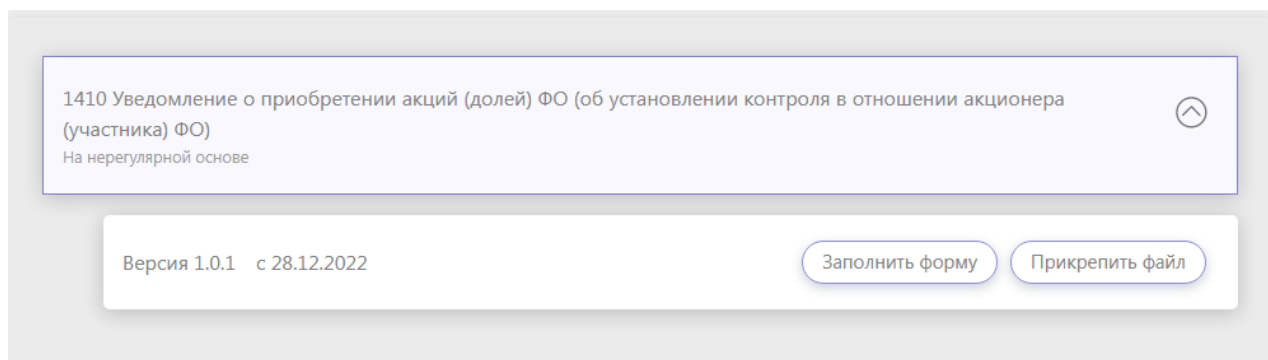 1410 Уведомление о приобретении акций (долей) ФО (об установлении контроля в отношении акционера
(участника) ФО)
На нерегулярной основе
Версия 1.0.1 с 28.12.2022 Заполнить форму Прикрепить файл